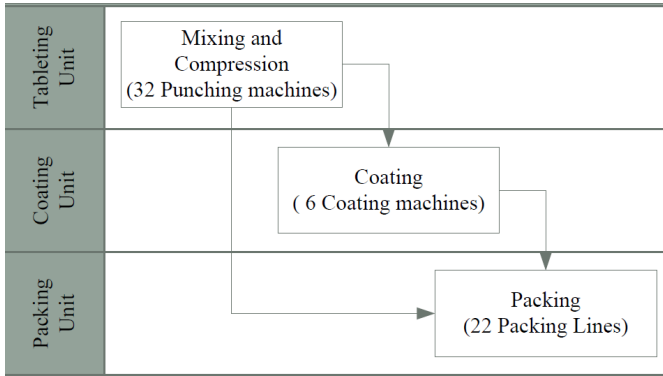 Tableting
Unit
Mixing and
Compression
(32 Punching machines)
Coating
Unit
Coating
( 6 Coating machines)
Packing
Unit
Packing
(22 Packing Lines)